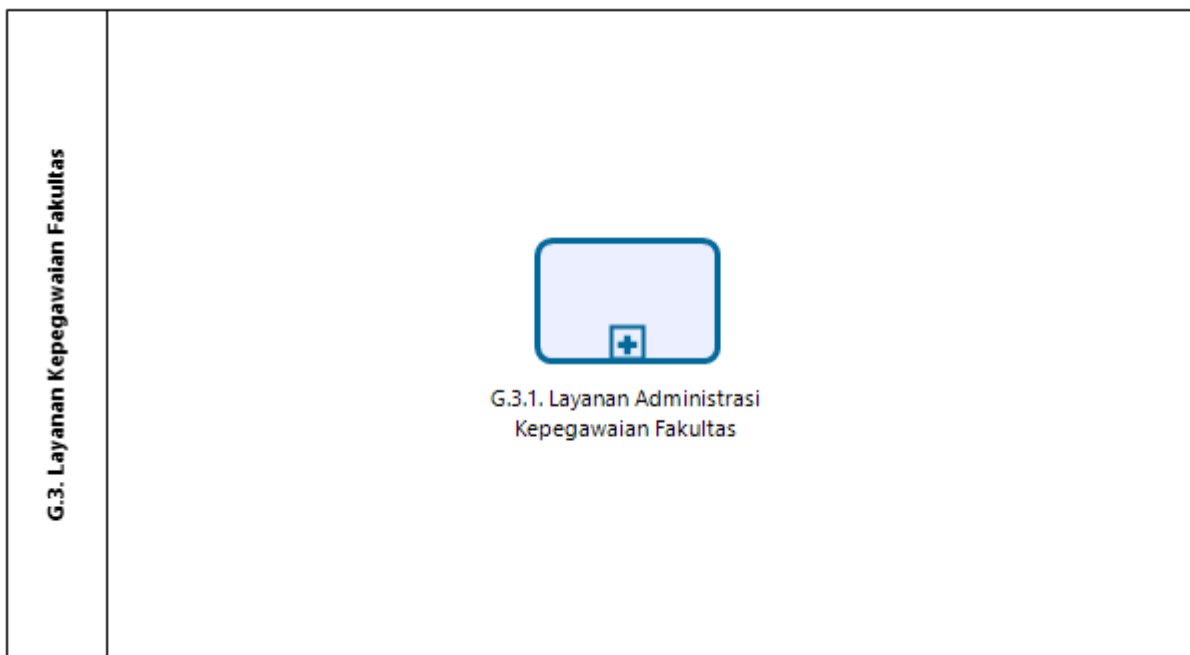 G.3. Layanan Kepegawaian Fakultas
G.3.1. Layanan Administrasi
Kepegawaian Fakultas